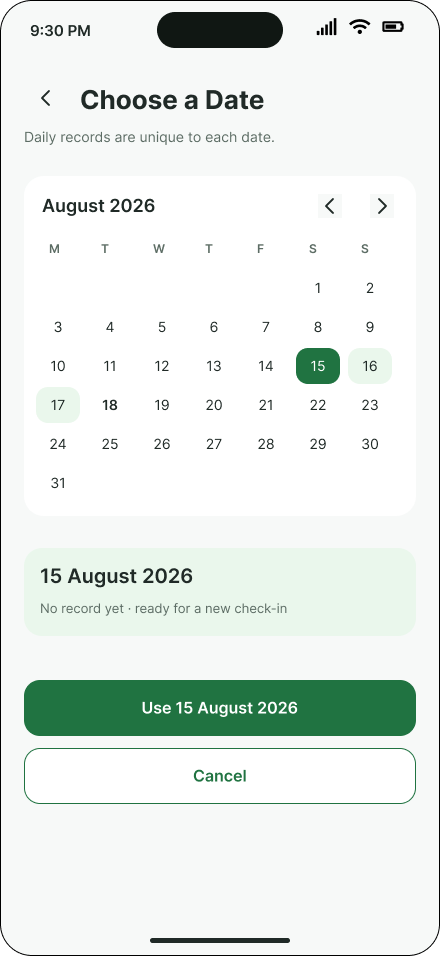 9:30 PM
Choose a Date
Daily records are unique to each date.
August 2026
M T W T F S S
1 2
3 4 5 6 7 8 9
10 11 12 13 14 15 16
17 18 19 20 21 22 23
24 25 26 27 28 29 30
31
15 August 2026
No record yet · ready for a new check-in
Use 15 August 2026
Cancel